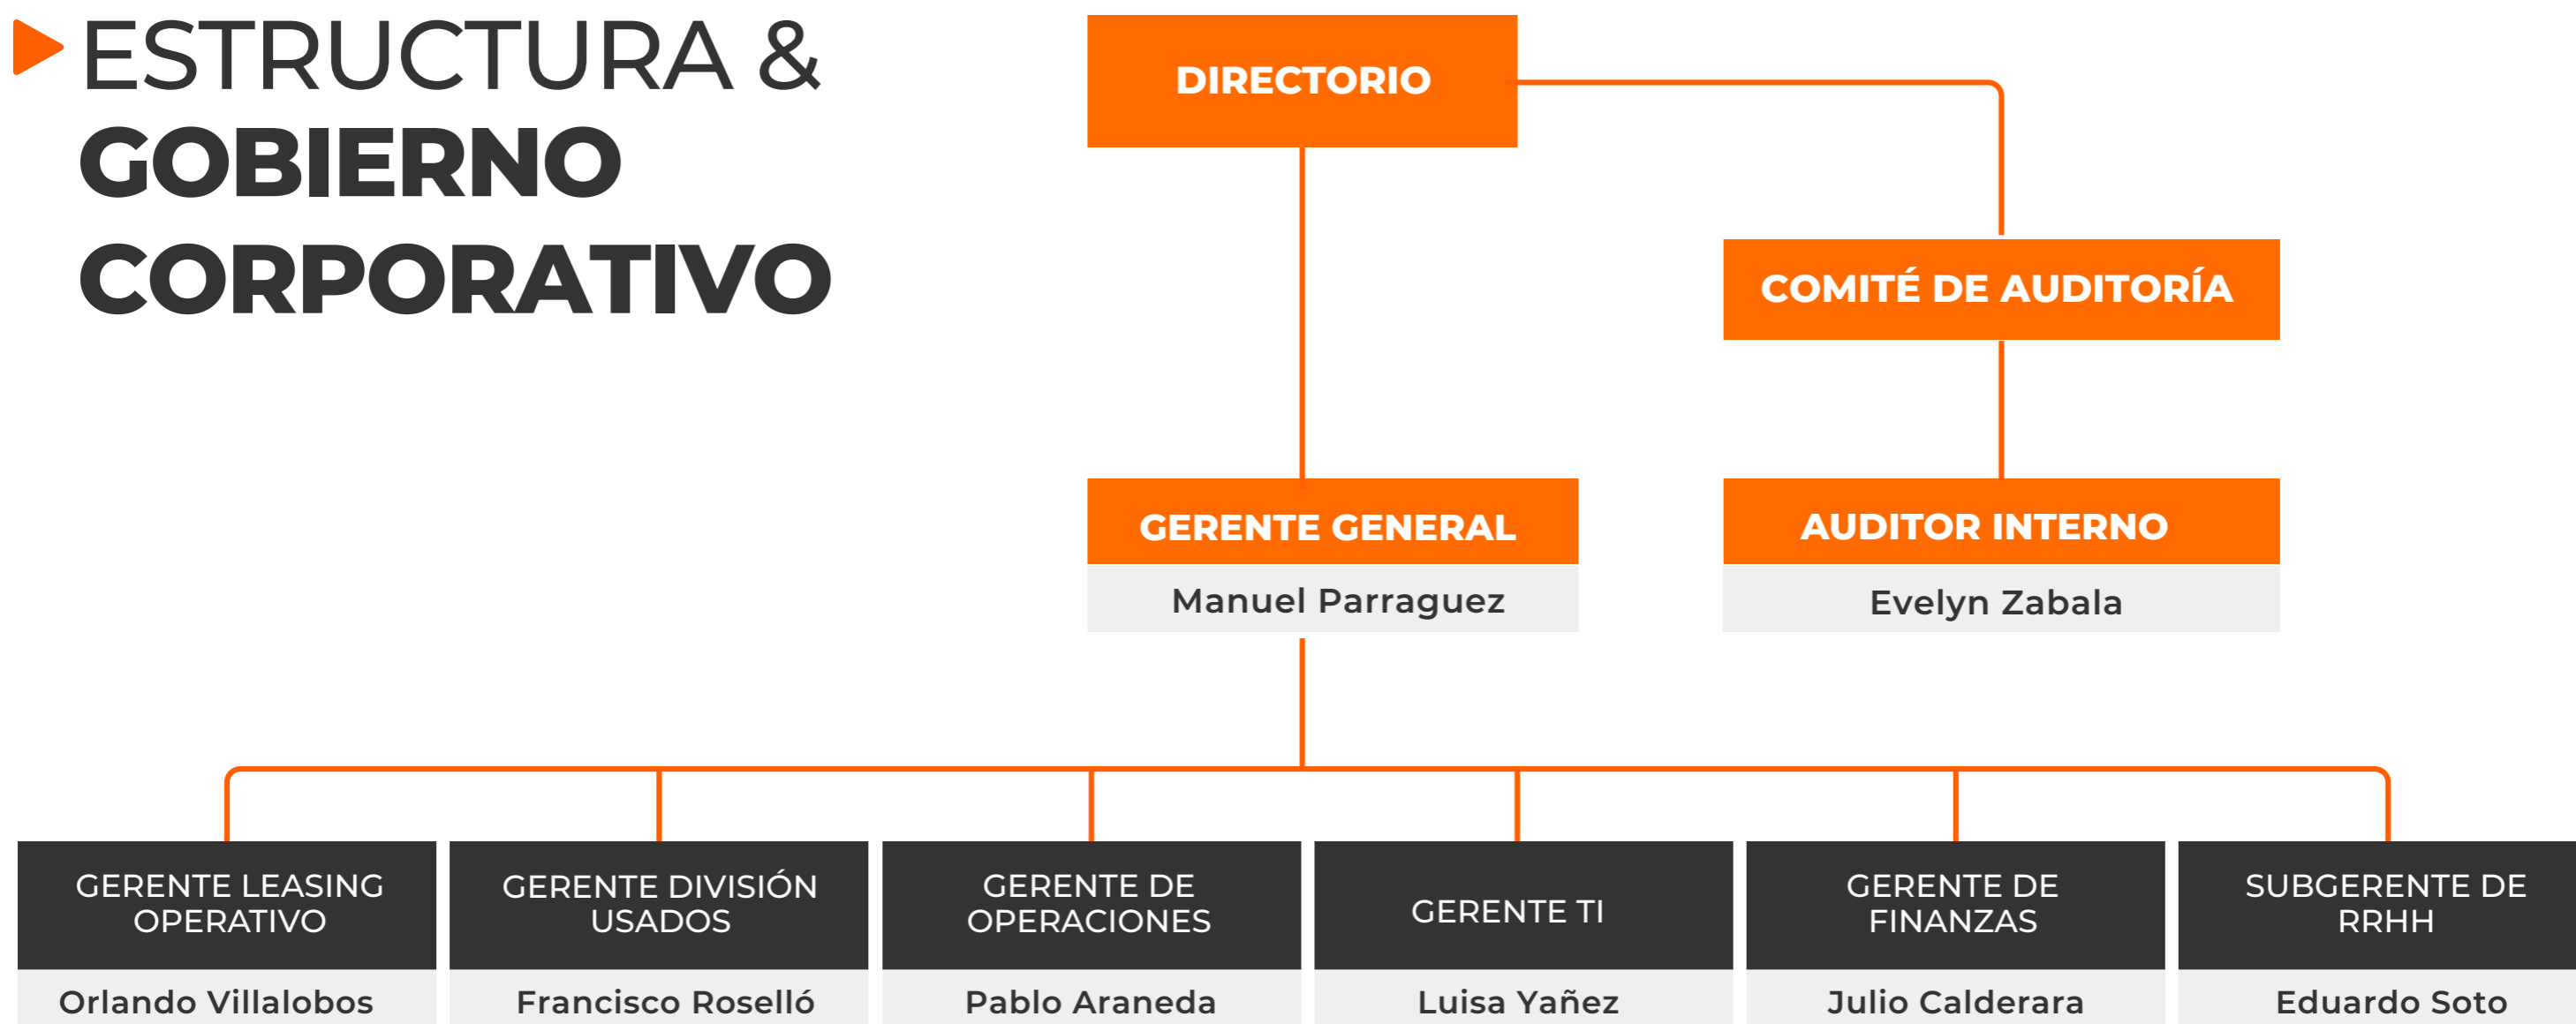 ESTRUCTURA &
GOBIERNO
CORPORATIVO
DIRECTORIO
COMITÉ DE AUDITORÍA
GERENTE GENERAL
Manuel Parraguez
AUDITOR INTERNO
Evelyn Zabala
GERENTE LEASING
OPERATIVO
Orlando Villalobos
GERENTE DIVISIÓN
USADOS
Francisco Roselló
GERENTE DE
OPERACIONES
Pablo Araneda
GERENTE TI
Luisa Yañez
GERENTE DE
FINANZAS
Julio Calderara
SUBGERENTE DE
RRHH
Eduardo Soto